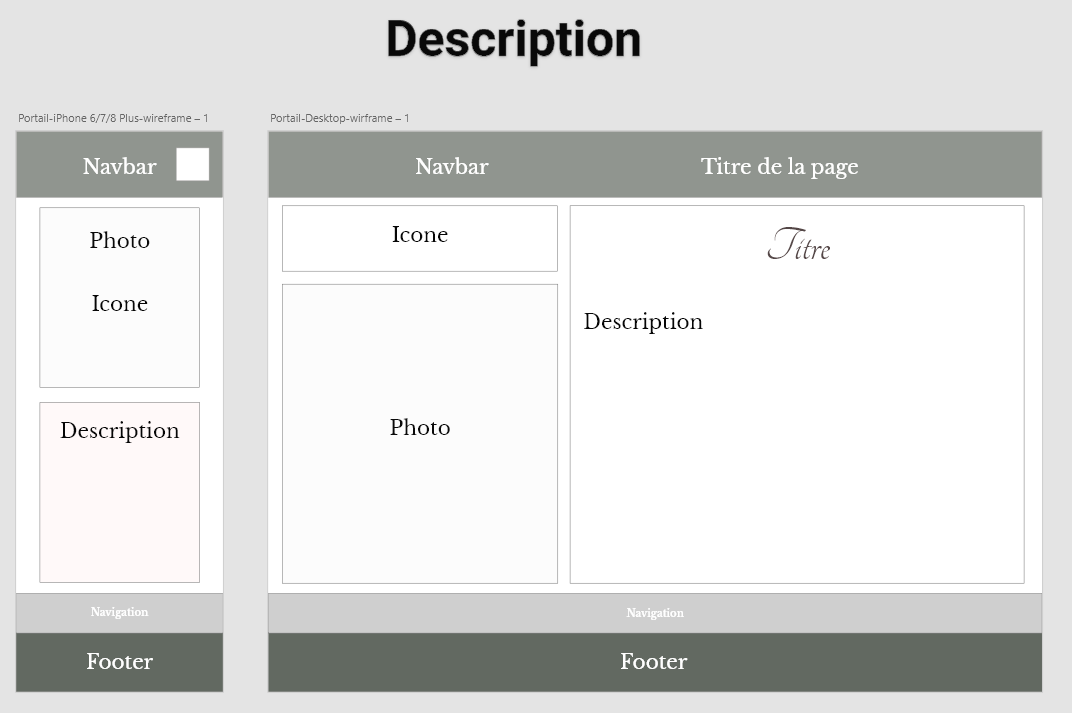 Description
Portail-iPhone 6/7/8 Plus-wireframe – 1
Navbar
Photo
Icone
Description
Navigation
Footer
Portail-Desktop-wirframe – 1
Navbar
Titre de la page
Icone
Photo
Titre
Description
Navigation
Footer